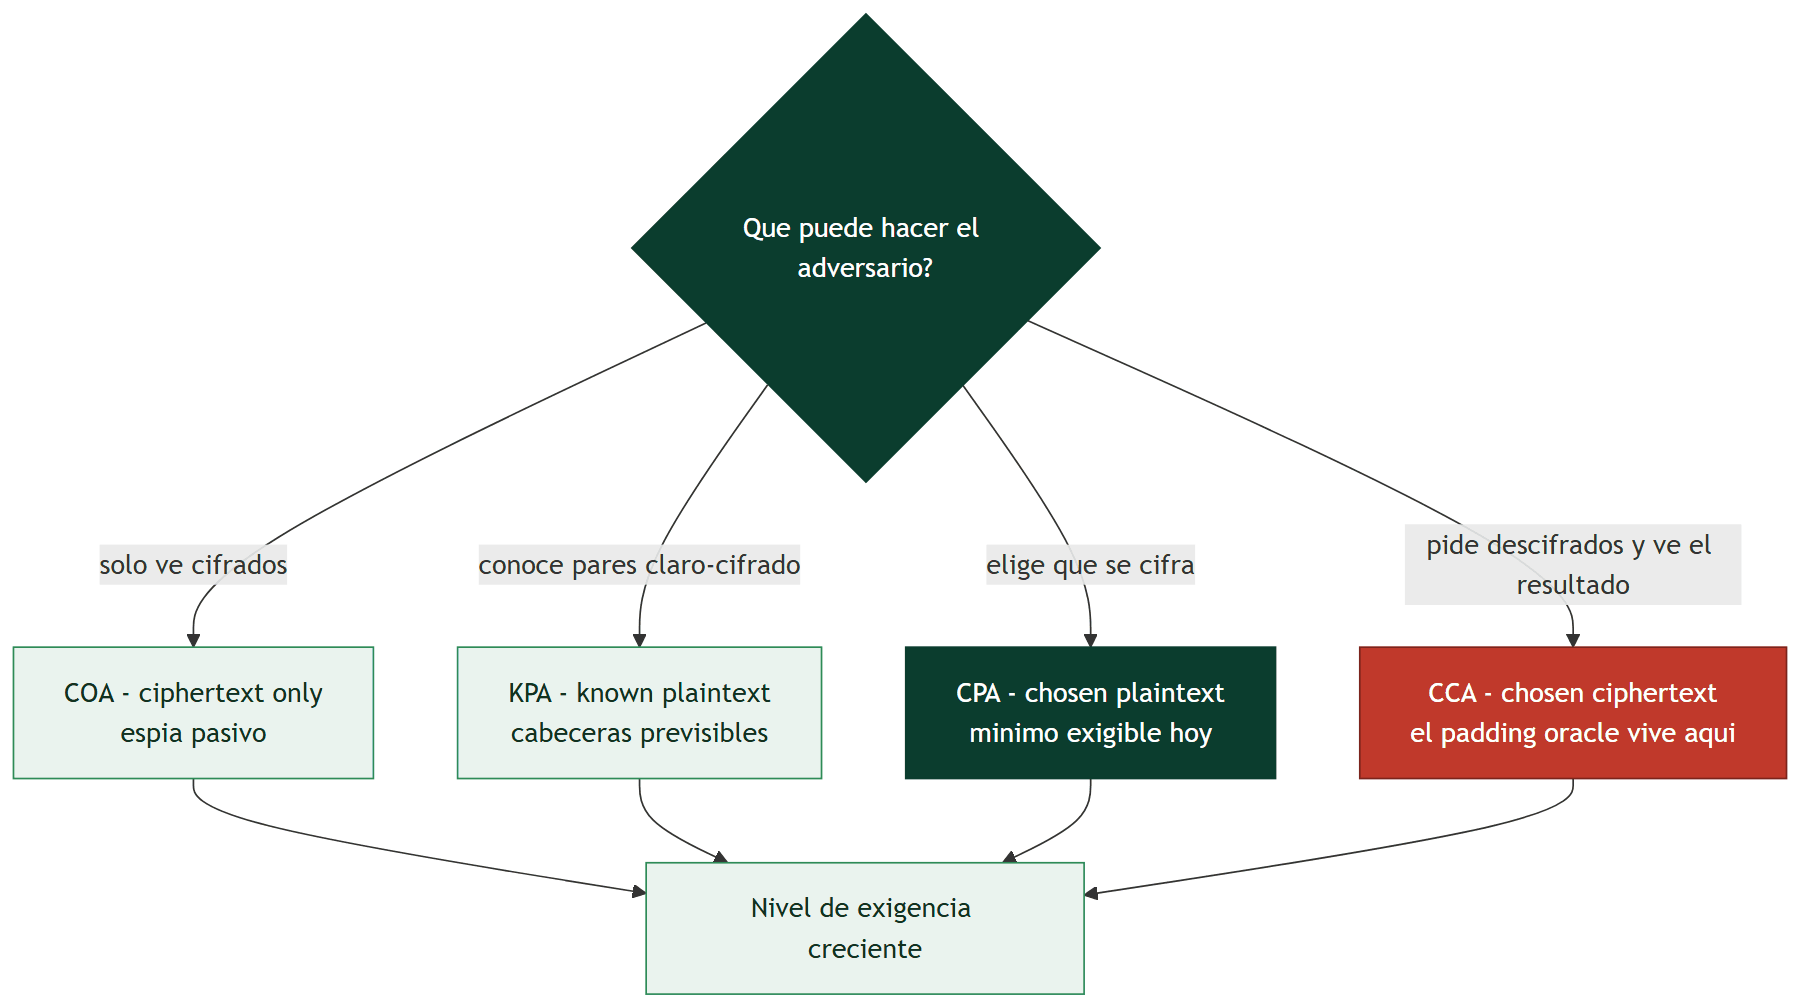 Que puede hacer el
adversario?
solo ve cifrados
conoce pares claro-cifrado
elige que se cifra
pide descifrados y ve el
resultado
COA - ciphertext only
espia pasivo
KPA - known plaintext
cabeceras previsibles
CPA - chosen plaintext
minimo exigible hoy
CCA - chosen ciphertext
el padding oracle vive aqui
Nivel de exigencia
creciente